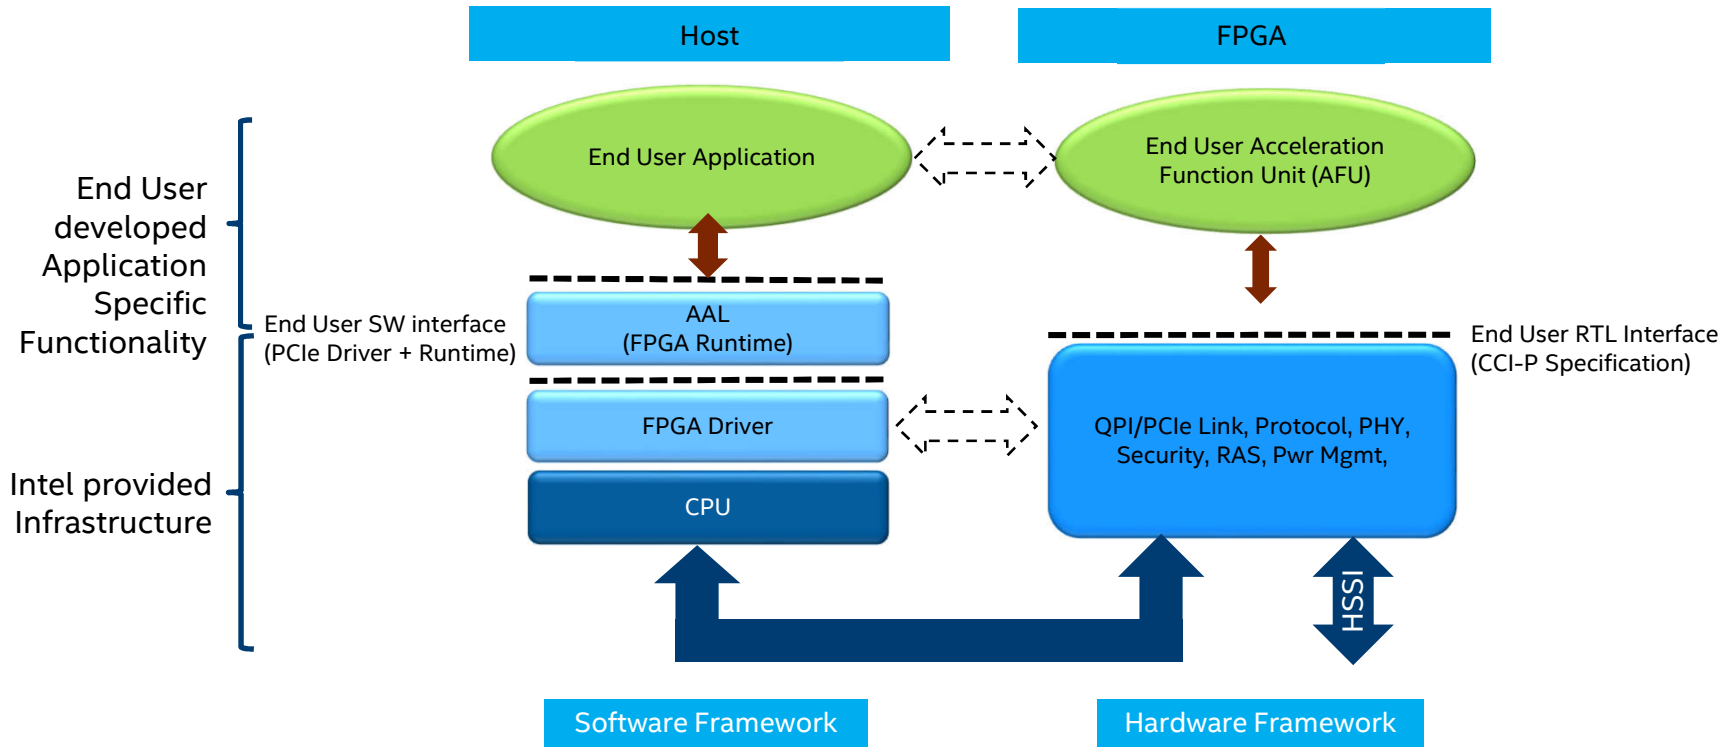 Host
FPGA
End User Application
End User Acceleration
Function Unit (AFU)
End User
developed
Application
Specific
Functionality
End User SW interface
(PCIe Driver + Runtime)
AAL
(FPGA Runtime)
End User RTL Interface
(CCI-P Specification)
FPGA Driver
QPI/PCIe Link, Protocol, PHY,
Security, RAS, Pwr Mgmt,
Intel provided
Infrastructure
CPU
HSSI
Software Framework
Hardware Framework